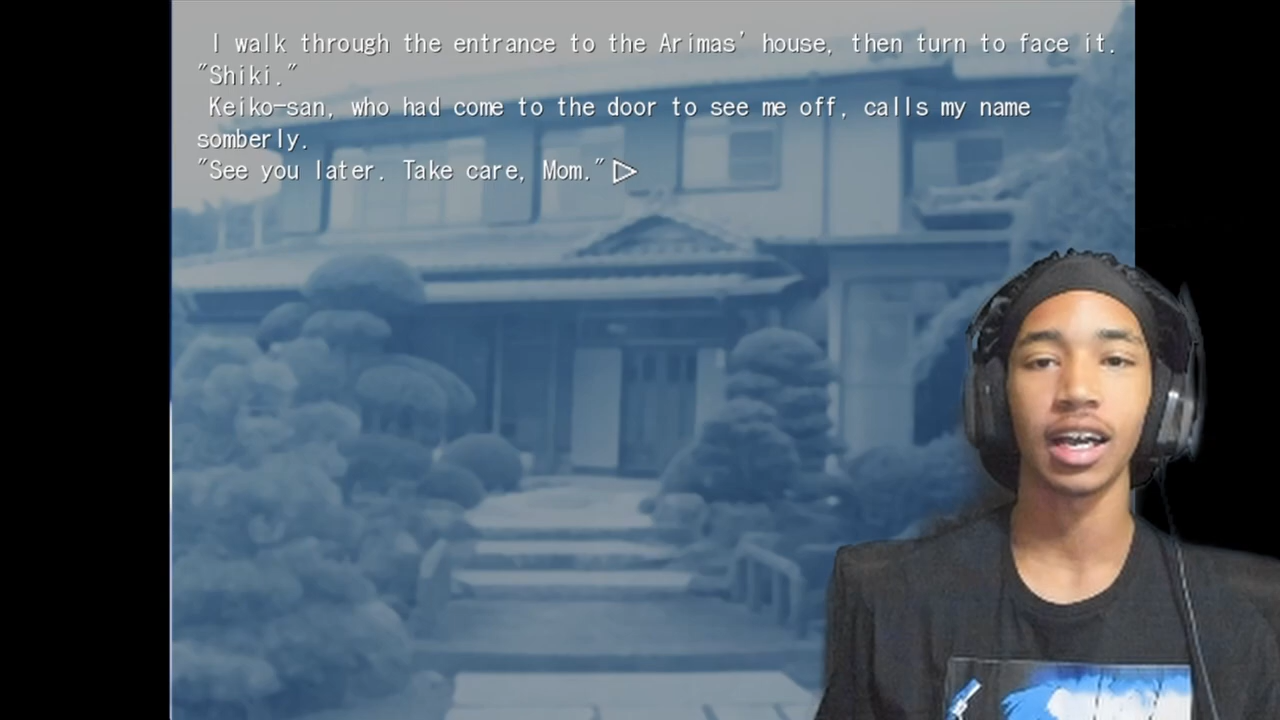 I walk through the entrance to the Arimas' house, then turn to face it.
"Shiki."
Keiko-san, who had come to the door to see me off, calls my name
somberly.
"See you later. Take care, Mom."